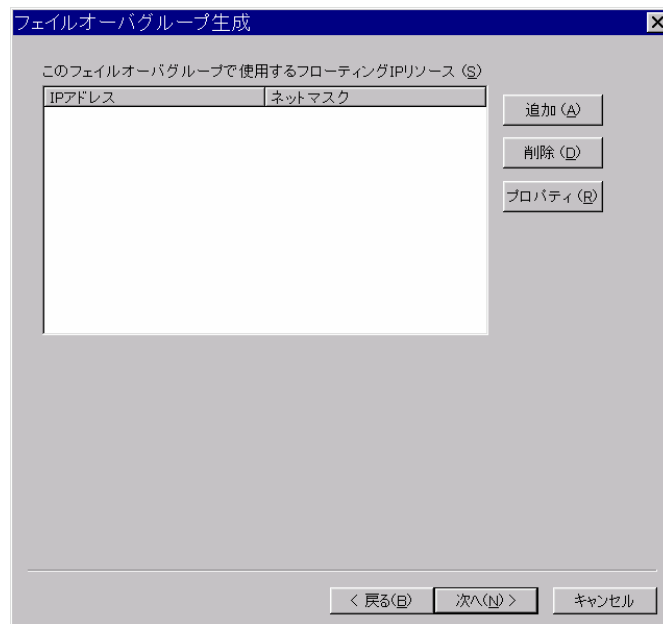 フェイルオーバグループ生成
このフェイルオーバグループで使用するフローティングIPリソース (S)
IPアドレス ネットマスク
追加 (A)
削除 (D)
プロパティ (R)
< 戻る(B) 次へ(N) > キャンセル